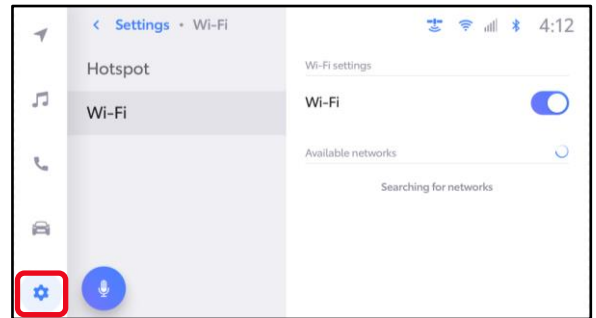 Settings • Wi-Fi
4:12
Hotspot
Wi-Fi
Wi-Fi settings
Wi-Fi
Available networks
Searching for networks